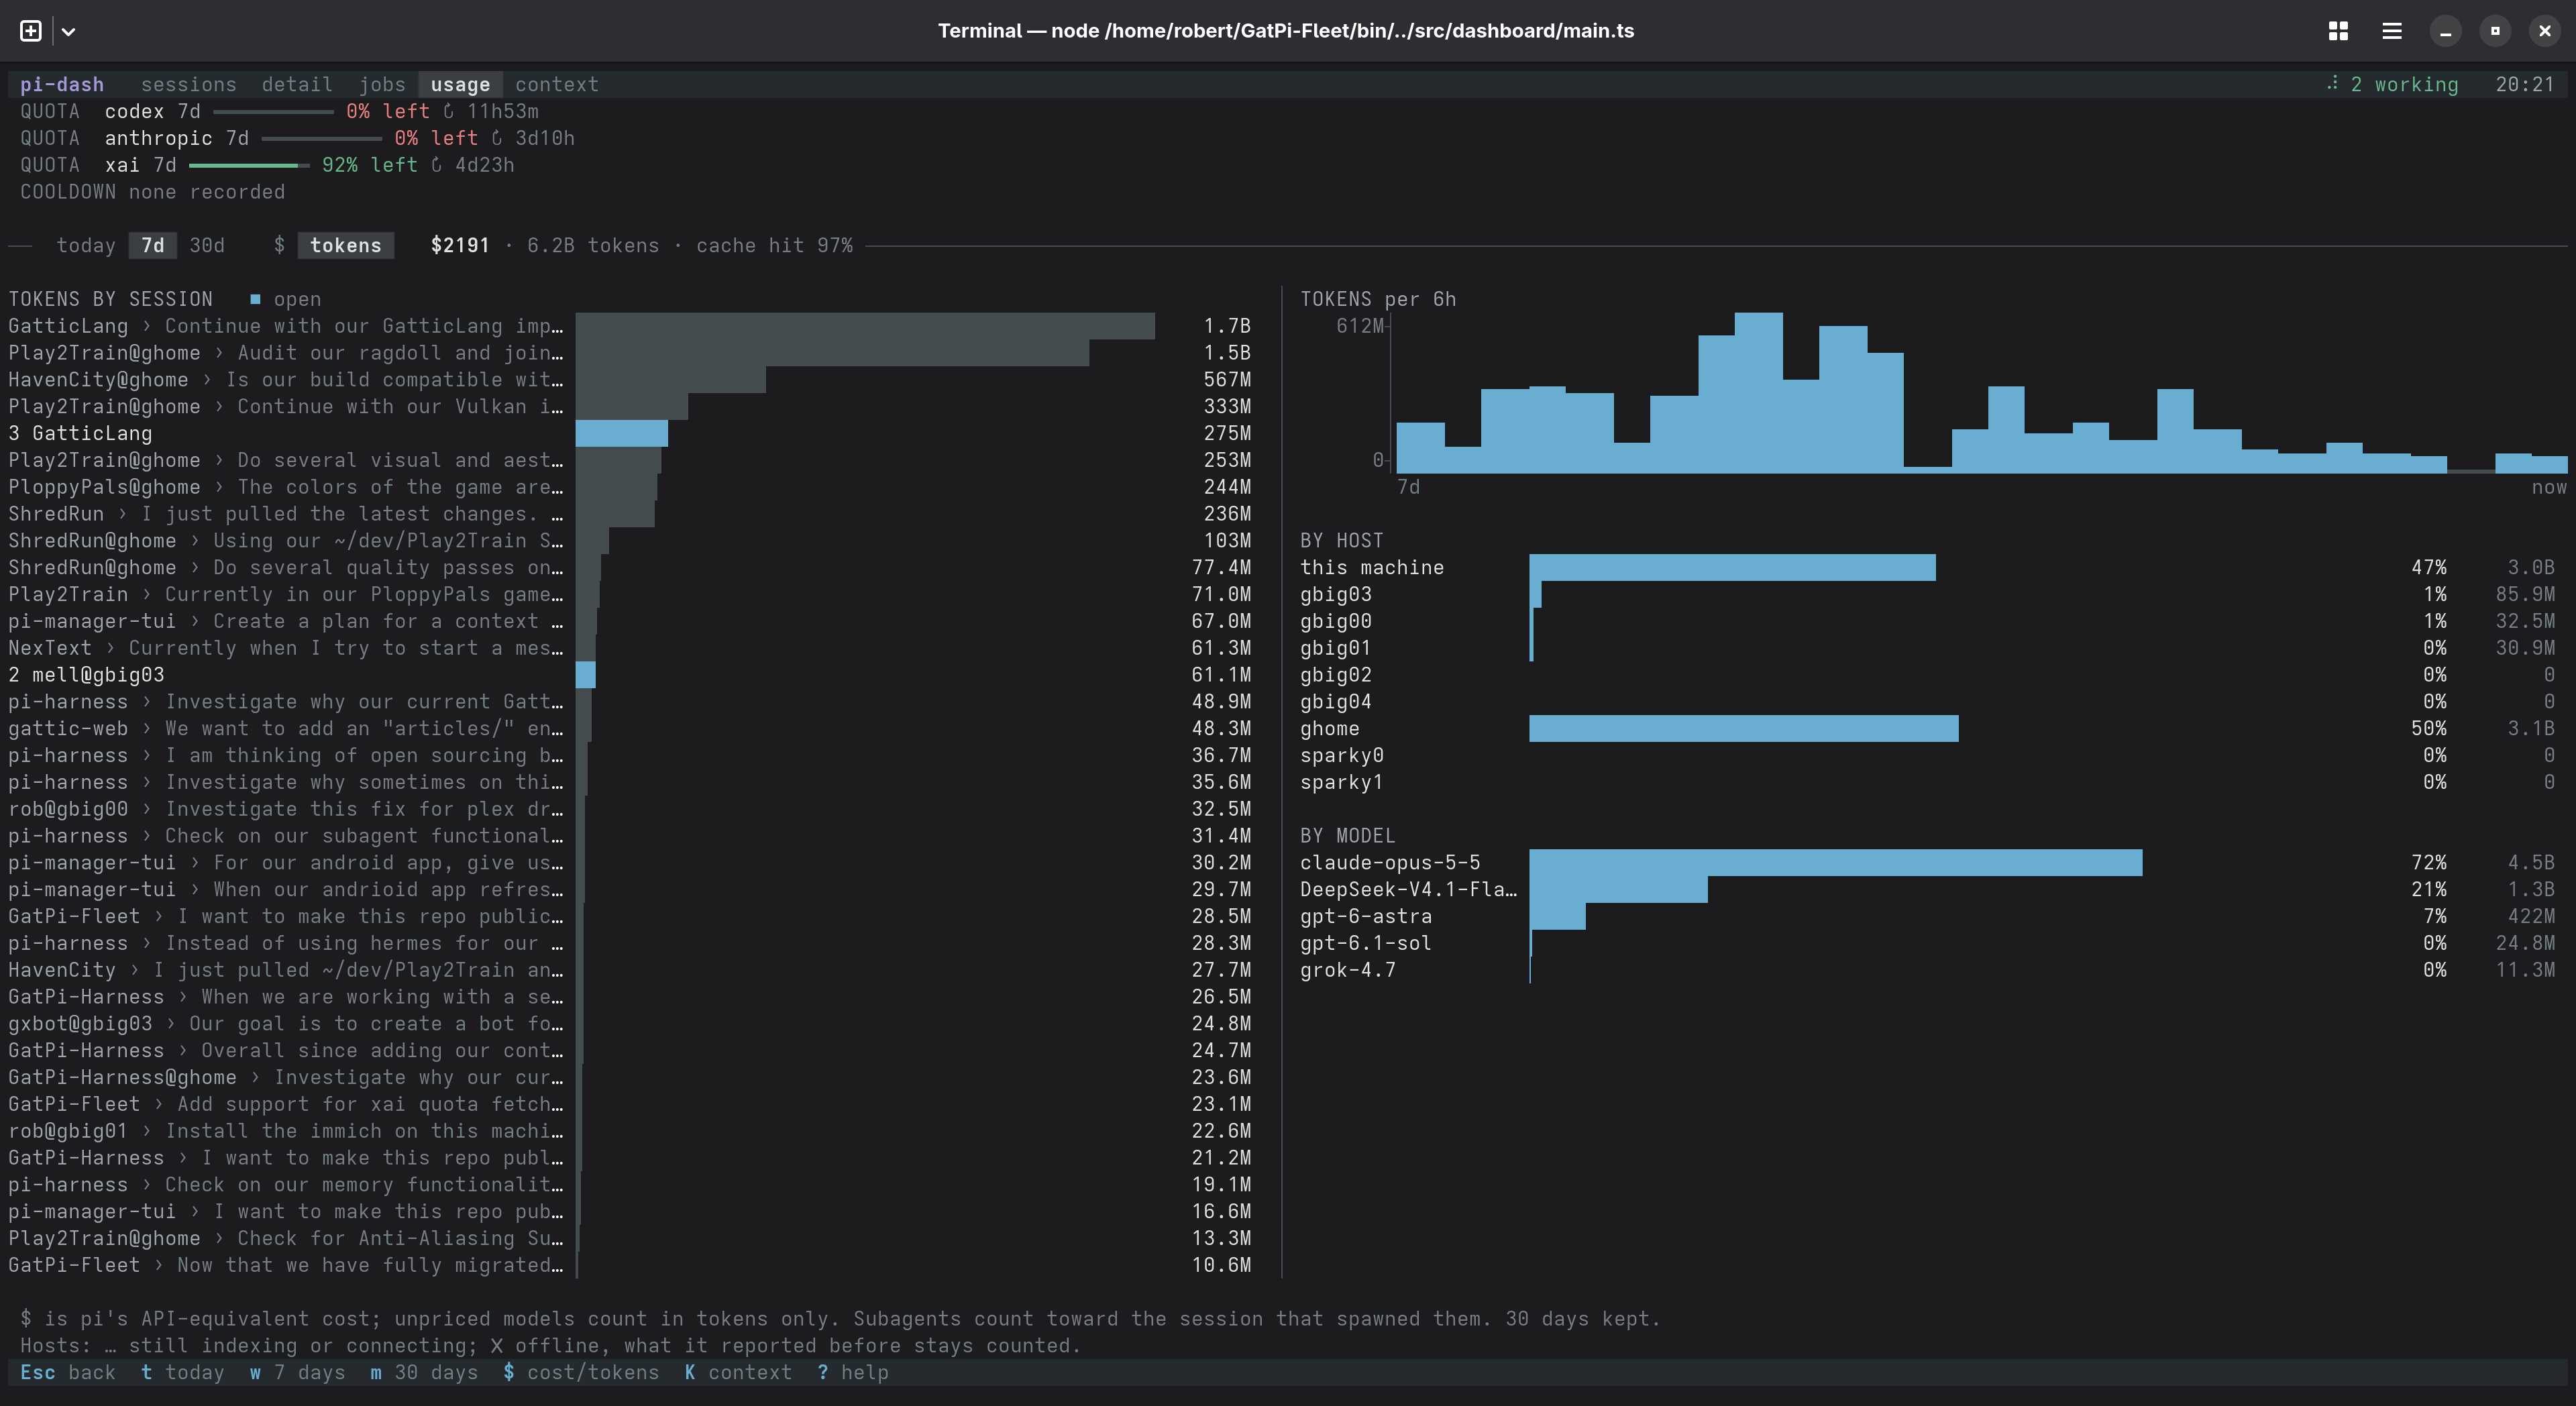 Terminal — node /home/robert/GatPi-Fleet/bin/../src/dashboard/main.ts
pi-dash sessions detail jobs usage context 2 working 20:21
QUOTA codex 7d 0% left ↻ 11h53m
QUOTA anthropic 7d 0% left ↻ 3d10h
QUOTA xai 7d 92% left ↻ 4d23h
COOLDOWN none recorded
today 7d 30d $ tokens $2191 · 6.2B tokens · cache hit 97%
TOKENS BY SESSION ■ open
GatticLang › Continue with our GatticLang imp… 1.7B
Play2Train@ghome › Audit our ragdoll and join… 1.5B
HavenCity@ghome › Is our build compatible wit… 567M
Play2Train@ghome › Continue with our Vulkan i… 333M
3 GatticLang 275M
Play2Train@ghome › Do several visual and aest… 253M
PloppyPals@ghome › The colors of the game are… 244M
ShredRun › I just pulled the latest changes. … 236M
ShredRun@ghome › Using our ~/dev/Play2Train S… 103M
ShredRun@ghome › Do several quality passes on… 77.4M
Play2Train › Currently in our PloppyPals game… 71.0M
pi-manager-tui › Create a plan for a context … 67.0M
NexText › Currently when I try to start a mes… 61.3M
2 mell@gbig03 61.1M
pi-harness › Investigate why our current Gatt… 48.9M
gattic-web › We want to add an "articles/" en… 48.3M
pi-harness › I am thinking of open sourcing b… 36.7M
pi-harness › Investigate why sometimes on thi… 35.6M
rob@gbig00 › Investigate this fix for plex dr… 32.5M
pi-harness › Check on our subagent functional… 31.4M
pi-manager-tui › For our android app, give us… 30.2M
pi-manager-tui › When our andrioid app refres… 29.7M
GatPi-Fleet › I want to make this repo public… 28.5M
pi-harness › Instead of using hermes for our … 28.3M
HavenCity › I just pulled ~/dev/Play2Train an… 27.7M
GatPi-Harness › When we are working with a se… 26.5M
gxbot@gbig03 › Our goal is to create a bot fo… 24.8M
GatPi-Harness › Overall since adding our cont… 24.7M
GatPi-Harness@ghome › Investigate why our cur… 23.6M
GatPi-Fleet › Add support for xai quota fetch… 23.1M
rob@gbig01 › Install the immich on this machi… 22.6M
GatPi-Harness › I want to make this repo publ… 21.2M
pi-harness › Check on our memory functionalit… 19.1M
pi-manager-tui › I want to make this repo pub… 16.6M
Play2Train@ghome › Check for Anti-Aliasing Su… 13.3M
GatPi-Fleet › Now that we have fully migrated… 10.6M
TOKENS per 6h
612M
0
7d now
BY HOST
this machine 47% 3.0B
gbig03 1% 85.9M
gbig00 1% 32.5M
gbig01 0% 30.9M
gbig02 0% 0
gbig04 0% 0
ghome 50% 3.1B
sparky0 0% 0
sparky1 0% 0
BY MODEL
claude-opus-5-5 72% 4.5B
DeepSeek-V4.1-Fla… 21% 1.3B
gpt-6-astra 7% 422M
gpt-6.1-sol 0% 24.8M
grok-4.7 0% 11.3M
$ is pi's API-equivalent cost; unpriced models count in tokens only. Subagents count toward the session that spawned them. 30 days kept.
Hosts: … still indexing or connecting; X offline, what it reported before stays counted.
Esc back t today w 7 days m 30 days $ cost/tokens K context ? help